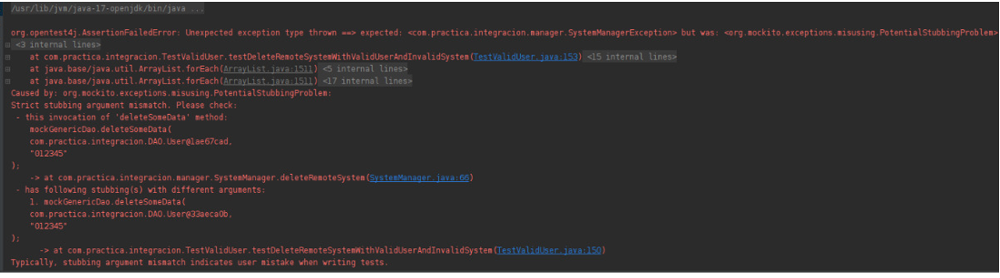 /usr/lib/jvm/java-17-openjdk/bin/java ...
org.opentest4j.AssertionFailedError: Unexpected exception type thrown ==> expected: <com.practica.integracion.manager.SystemManagerException> but was: <org.mockito.exceptions.misusing.PotentialStubbingProblem>
<3 internal lines>
at com.practica.integracion.TestValidUser.testDeleteRemoteSystemWithValidUserAndInvalidSystem(TestValidUser.java:153) <15 internal lines>
at java.base/java.util.ArrayList.forEach(ArrayList.java:1511) <5 internal lines>
at java.base/java.util.ArrayList.forEach(ArrayList.java:1511) <17 internal lines>
Caused by: org.mockito.exceptions.misusing.PotentialStubbingProblem:
Strict stubbing argument mismatch. Please check:
- this invocation of 'deleteSomeData' method:
mockGenericDao.deleteSomeData(
com.practica.integracion.DAO.User@1ae67cad,
"012345"
);
-> at com.practica.integracion.manager.SystemManager.deleteRemoteSystem(SystemManager.java:66)
- has following stubbing(s) with different arguments:
1. mockGenericDao.deleteSomeData(
com.practica.integracion.DAO.User@33aeca0b,
"012345"
);
-> at com.practica.integracion.TestValidUser.testDeleteRemoteSystemWithValidUserAndInvalidSystem(TestValidUser.java:150)
Typically, stubbing argument mismatch indicates user mistake when writing tests.